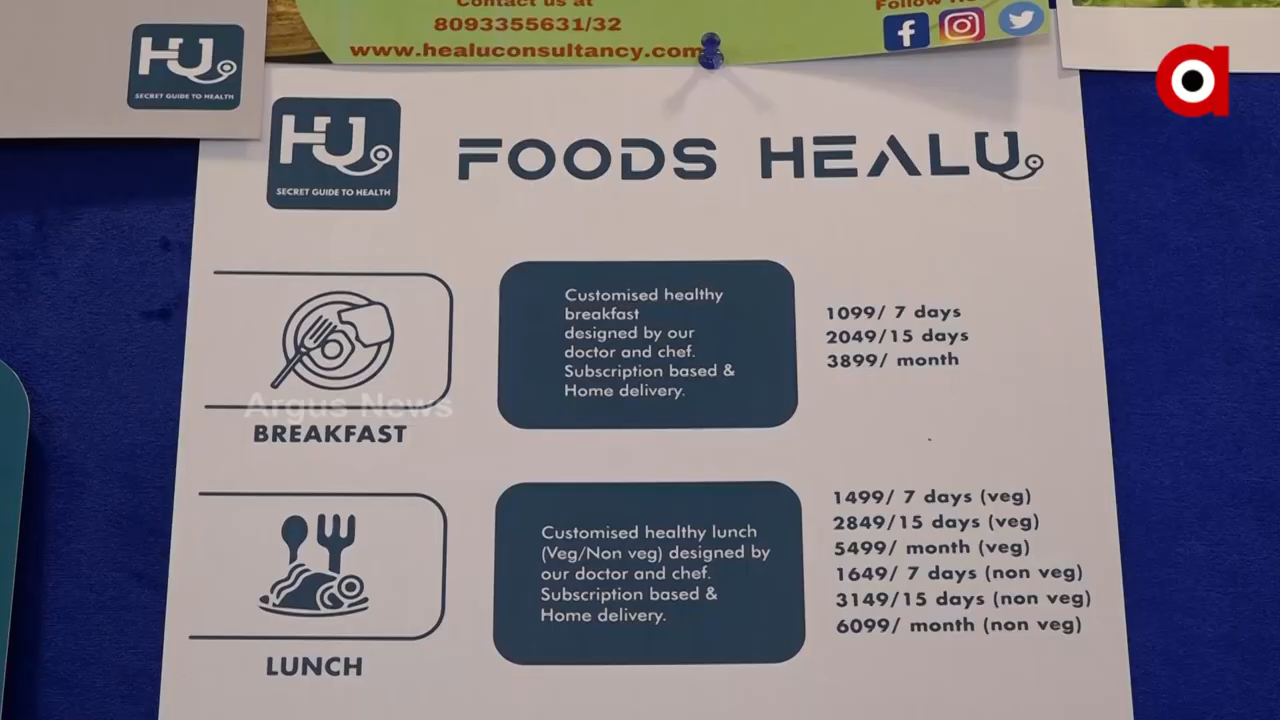 Contact us at
8093355631/32
www.healuconsultancy.com
Follow
HU
SECRET GUIDE TO HEALTH
a
HU
SECRET GUIDE TO HEALTH
FOODS HEALU
Customised healthy
breakfast
designed by our
doctor and chef.
Subscription based &
Home delivery.
1099/ 7 days
2049/15 days
3899/ month
Argus News
BREAKFAST
Customised healthy lunch
(Veg/Non veg) designed by
our doctor and chef.
Subscription based &
Home delivery.
1499/ 7 days (veg)
2849/15 days (veg)
5499/ month (veg)
1649/ 7 days (non veg)
3149/15 days (non veg)
6099/ month (non veg)
LUNCH